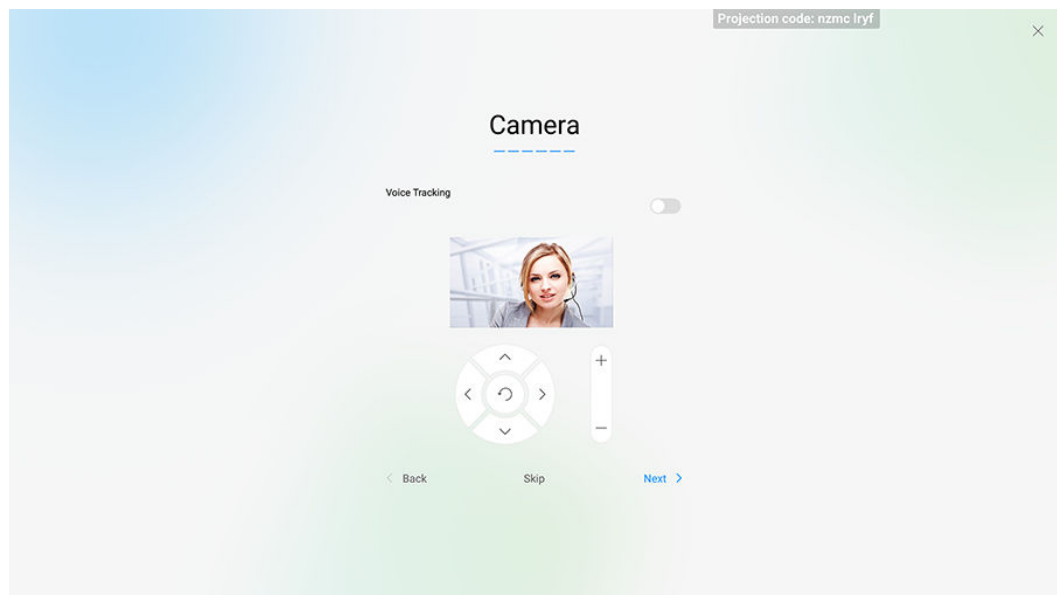 Projection code: nzmc lryf
Camera
Voice Tracking
Back
Skip
Next